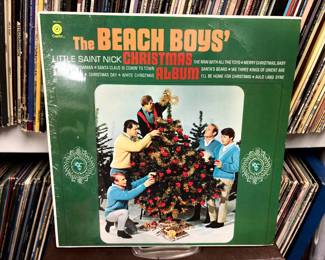 The BEACH BOYS'
LITTLE SAINT NICK CHRISTMAS THE MAN WITH ALL THE TOYS • MERRY CHRISTMAS, BABY
• SANTA CLAUS IS COMIN' TO TOWN ALBUM SANTA'S BEARD • WE THREE KINGS OF ORIENT ARE
• CHRISTMAS DAY • WHITE CHRISTMAS I'LL BE HOME FOR CHRISTMAS • AULD LANG SYNE